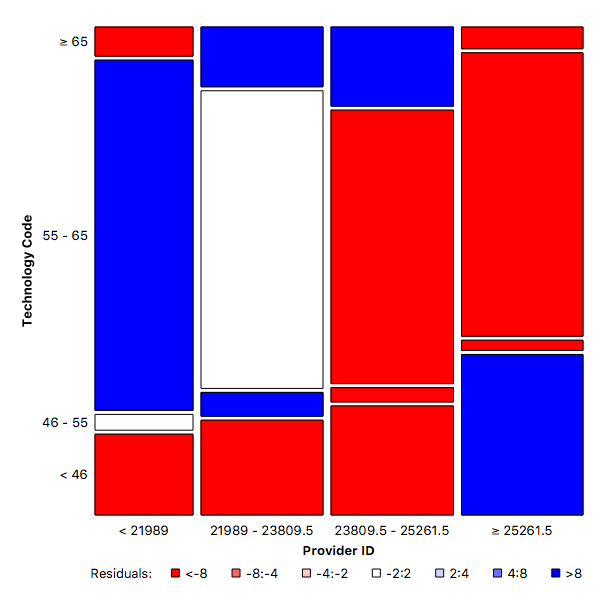 ≥ 65
55 - 65
46 - 55
< 46
Technology Code
< 21989 21989 - 23809.5 23809.5 - 25261.5 ≥ 25261.5
Provider ID
Residuals: <-8 -8:-4 -4:-2 -2:2 2:4 4:8 >8